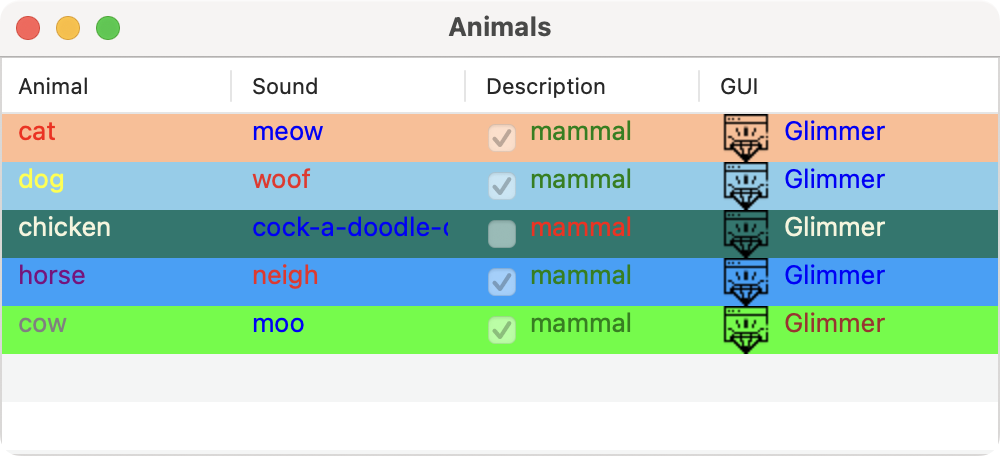 Animals
Animal Sound Description GUI
cat meow mammal Glimmer
dog woof mammal Glimmer
chicken cock-a-doodle- mammal Glimmer
horse neigh mammal Glimmer
cow moo mammal Glimmer